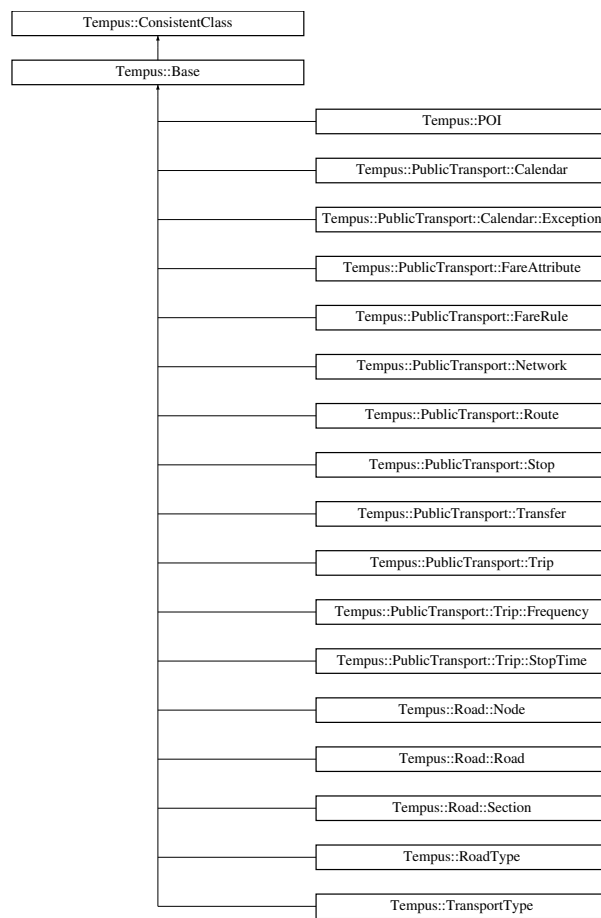 Tempus::ConsistentClass
Tempus::Base
Tempus::POI
Tempus::PublicTransport::Calendar
Tempus::PublicTransport::Calendar::Exception
Tempus::PublicTransport::FareAttribute
Tempus::PublicTransport::FareRule
Tempus::PublicTransport::Network
Tempus::PublicTransport::Route
Tempus::PublicTransport::Stop
Tempus::PublicTransport::Transfer
Tempus::PublicTransport::Trip
Tempus::PublicTransport::Trip::Frequency
Tempus::PublicTransport::Trip::StopTime
Tempus::Road::Node
Tempus::Road::Road
Tempus::Road::Section
Tempus::RoadType
Tempus::TransportType